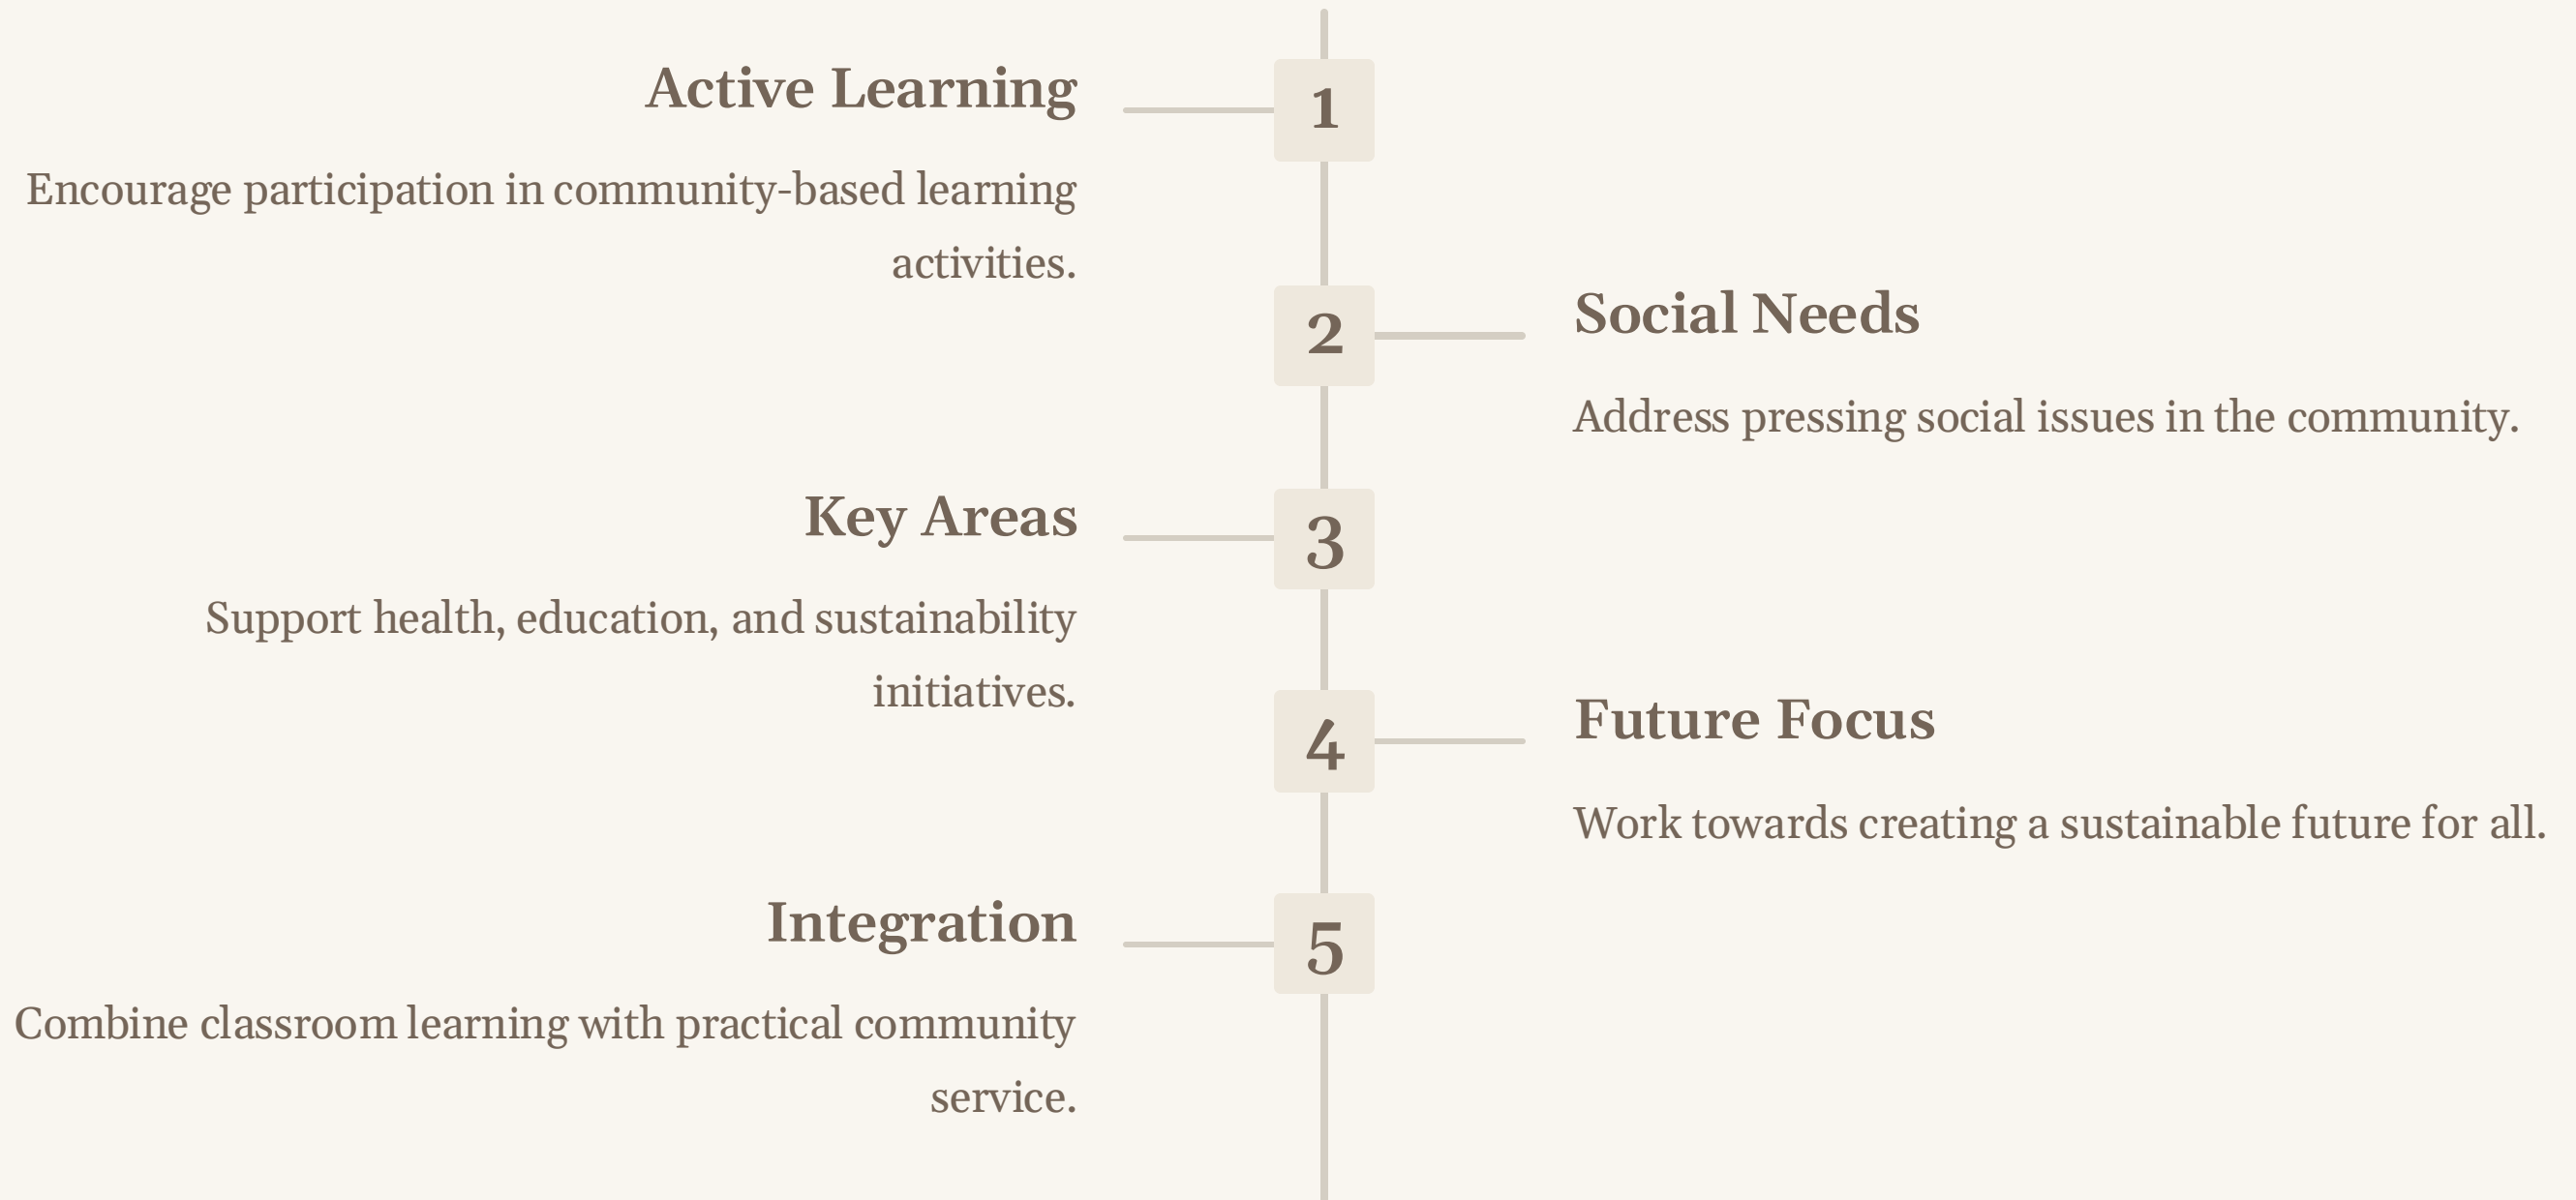 1
Active Learning
Encourage participation in community-based learning
activities.
2
Social Needs
Address pressing social issues in the community.
3
Key Areas
Support health, education, and sustainability
initiatives.
4
Future Focus
Work towards creating a sustainable future for all.
5
Integration
Combine classroom learning with practical community
service.